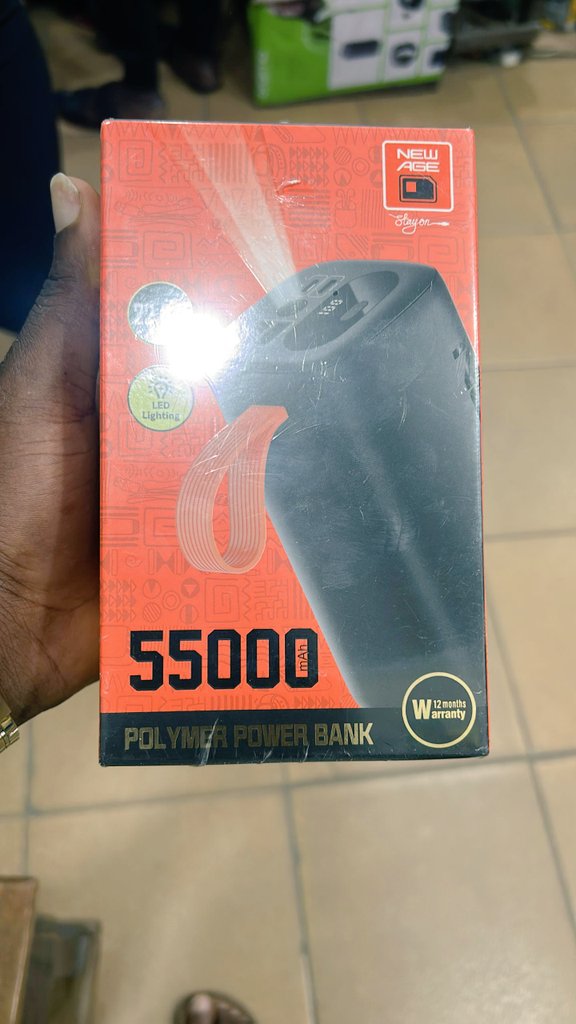 NEW
AGE
Stay on
LED
Lighting
55000
mAh
POLYMER POWER BANK
12 months
Warranty